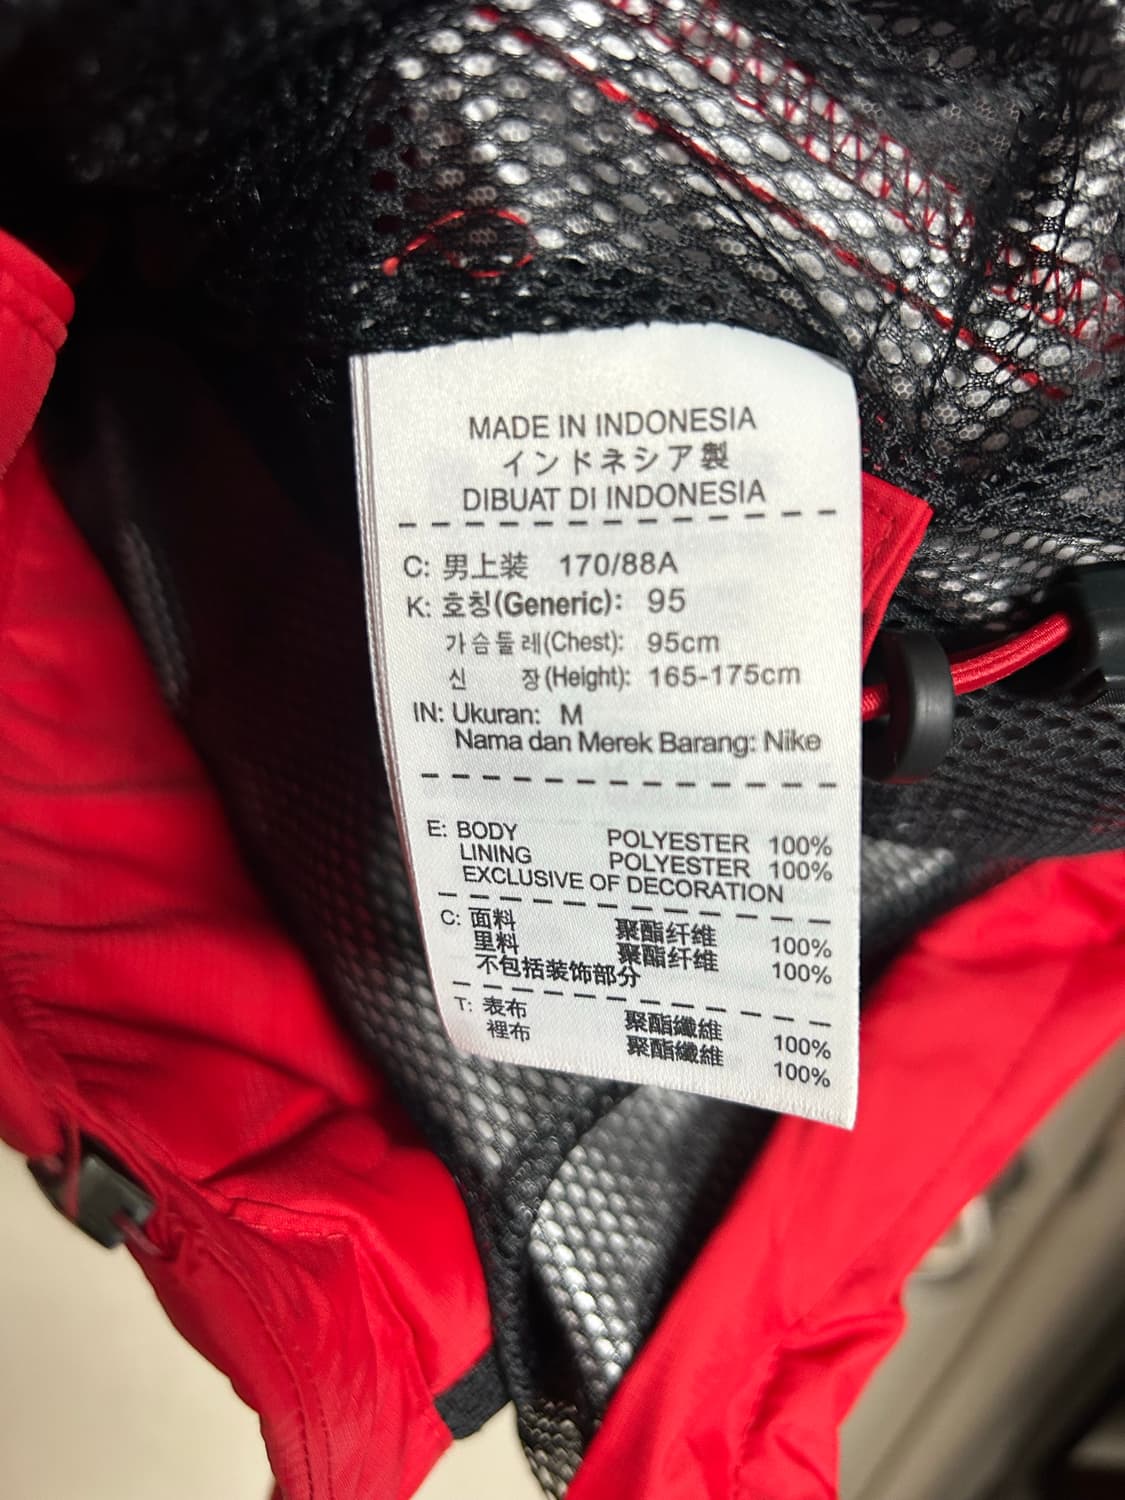 MADE IN INDONESIA
インドネシア製
DIBUAT DI INDONESIA
C: 男上装 170/88A
K: 호칭(Generic): 95
가슴둘레(Chest): 95cm
신 장(Height): 165-175cm
IN: Ukuran: M
Nama dan Merek Barang: Nike
E: BODY POLYESTER 100%
LINING POLYESTER 100%
EXCLUSIVE OF DECORATION
C: 面料 聚酯纤维 100%
里料 聚酯纤维 100%
不包括装饰部分
T: 表布 聚酯纖維 100%
裡布 聚酯纖維 100%